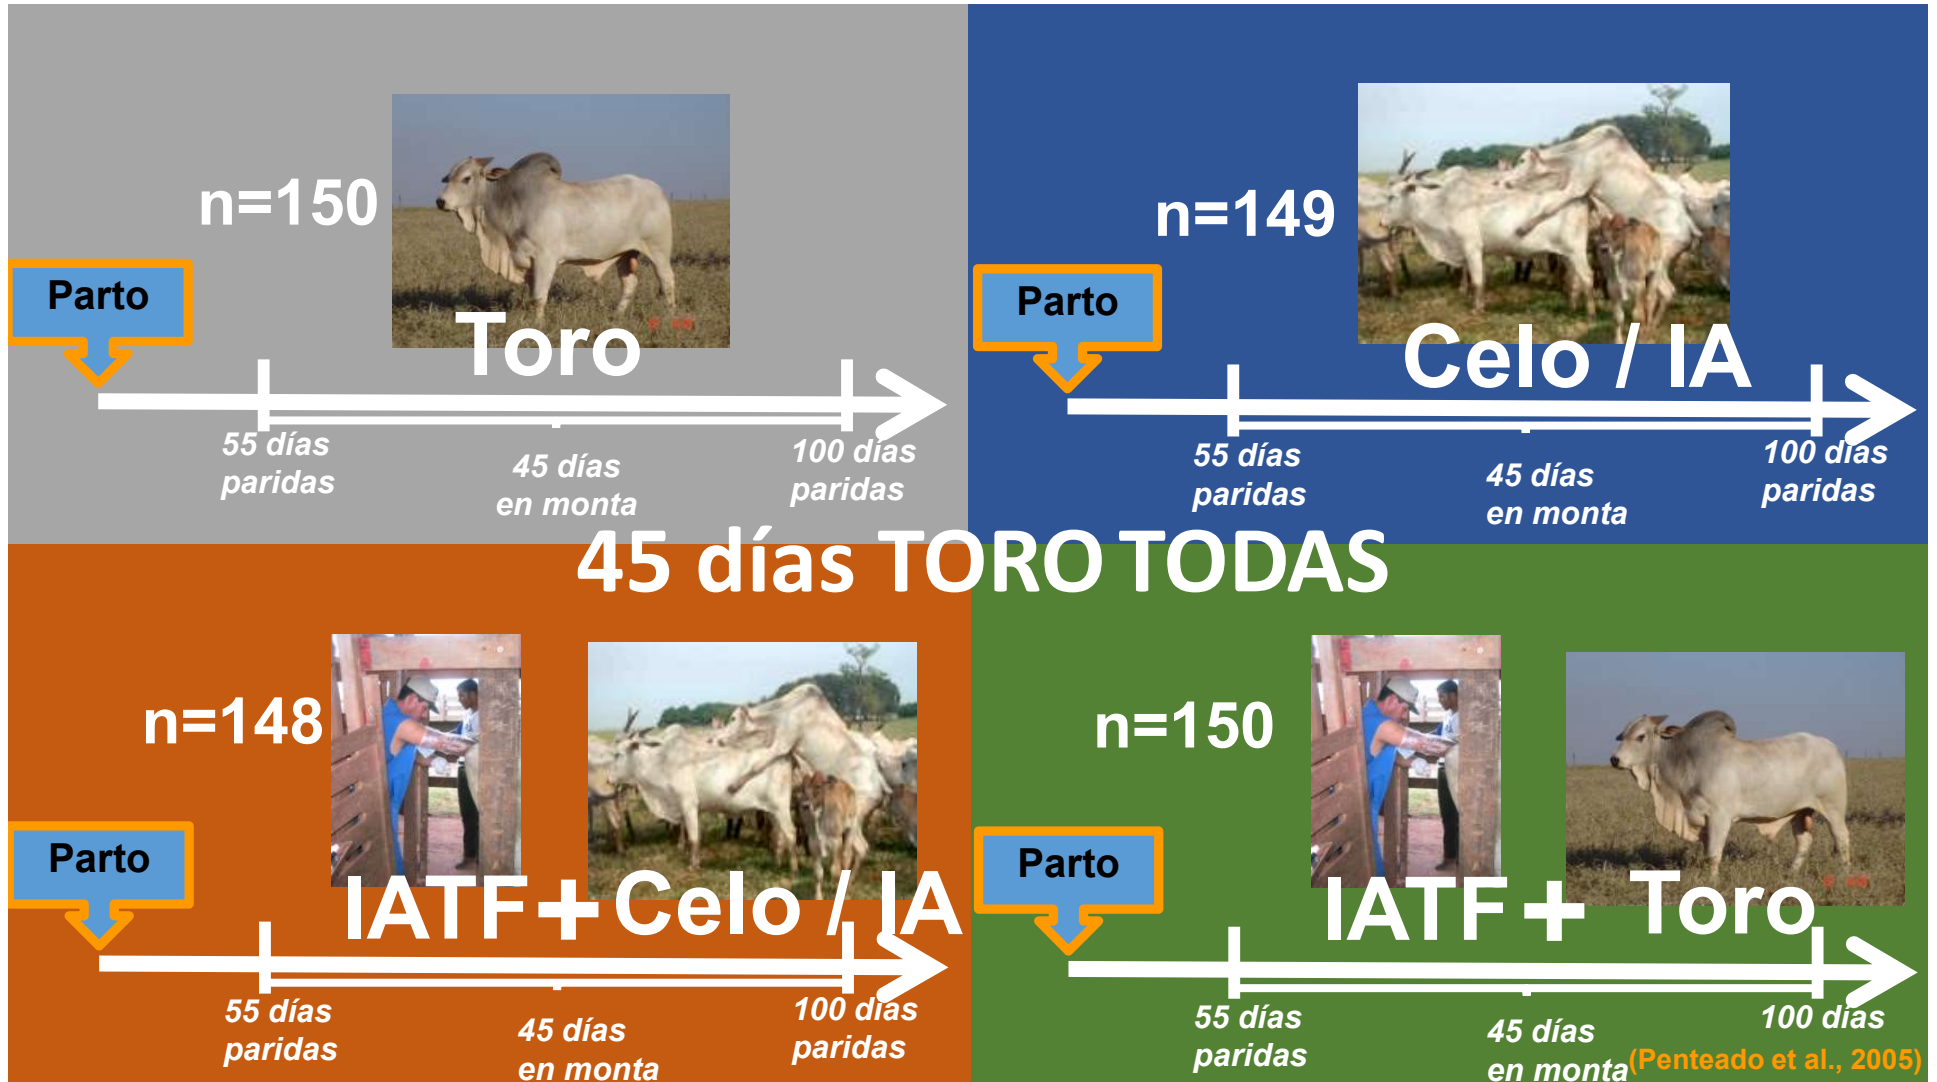 n=150
Parto
Toro
55 días
paridas
45 días
en monta
100 días
paridas
n=149
Parto
Celo / IA
55 días
paridas
45 días
en monta
100 días
paridas
45 días TORO TODAS
n=148
Parto
IATF+Celo / IA
55 días
paridas
45 días
en monta
100 días
paridas
n=150
Parto
IATF+ Toro
55 días
paridas
45 días
en monta
100 días
(Penteado et al., 2005)